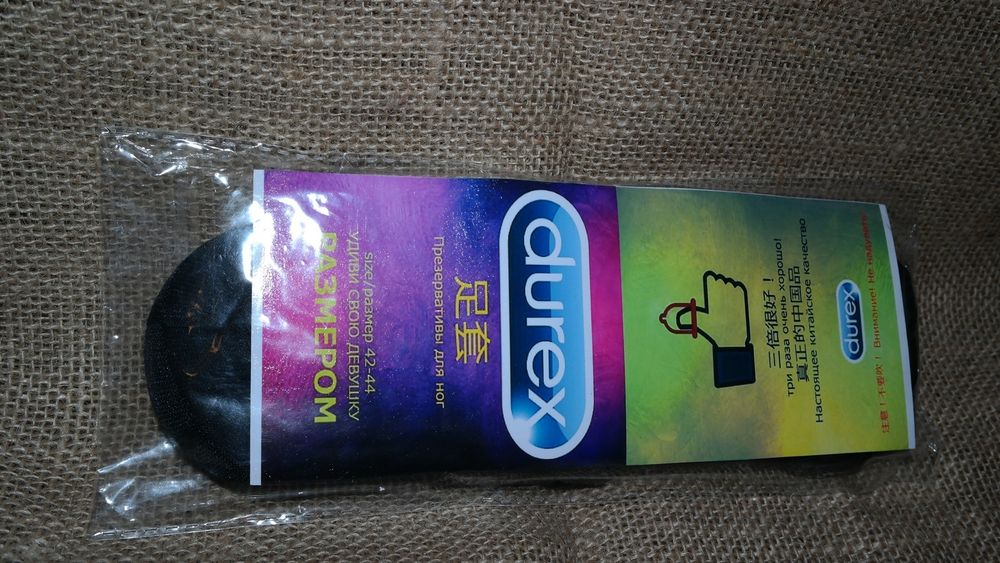 durex
足套
Презервативы для ног
size/размер 42-44
УДИВИ СВОЮ ДЕВУШКУ
РАЗМЕРОМ
三倍很好！
три раза очень хорошо!
真正的中国品
Настоящее китайское качество
durex
注意！不要吹！ Внимание! Не надувать!